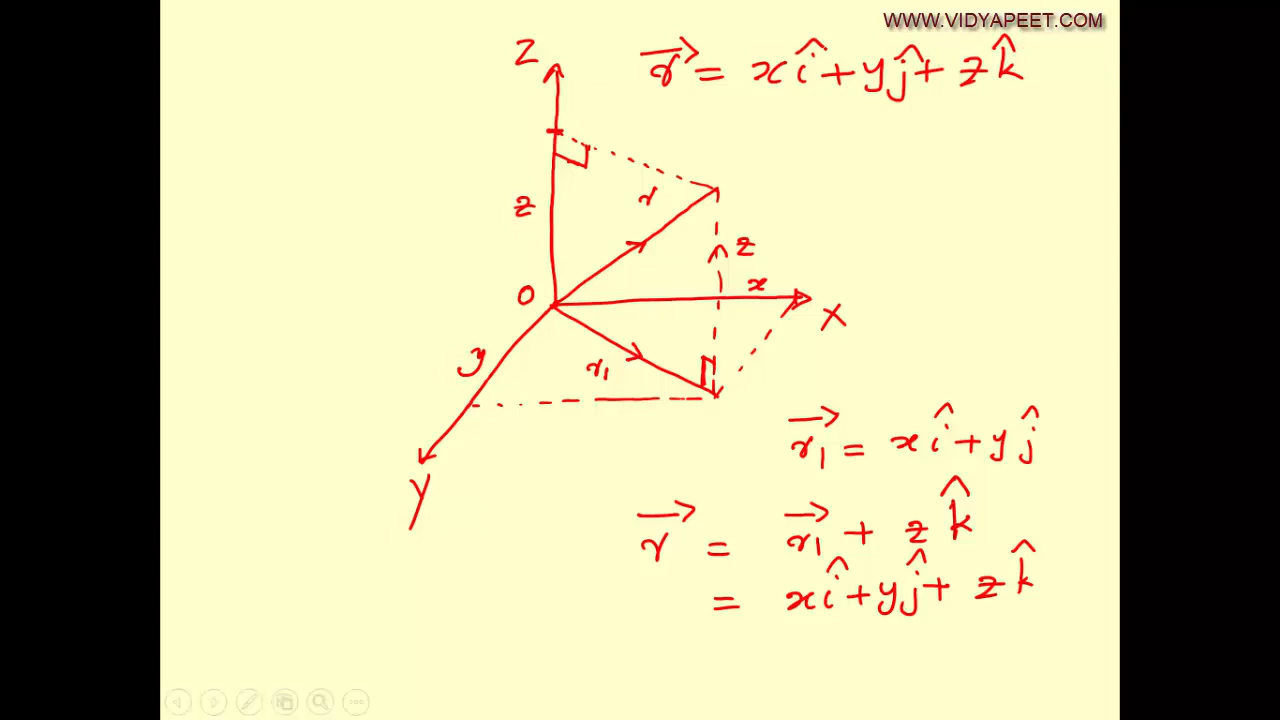 WWW.VIDYAPEET.COM
Z
r⃗ = xî + yĵ + zk̂
r
z
z
O
x
X
y
r₁
r⃗₁ = xî + yĵ
Y
r⃗ = r⃗₁ + zk̂
= xî + yĵ + zk̂